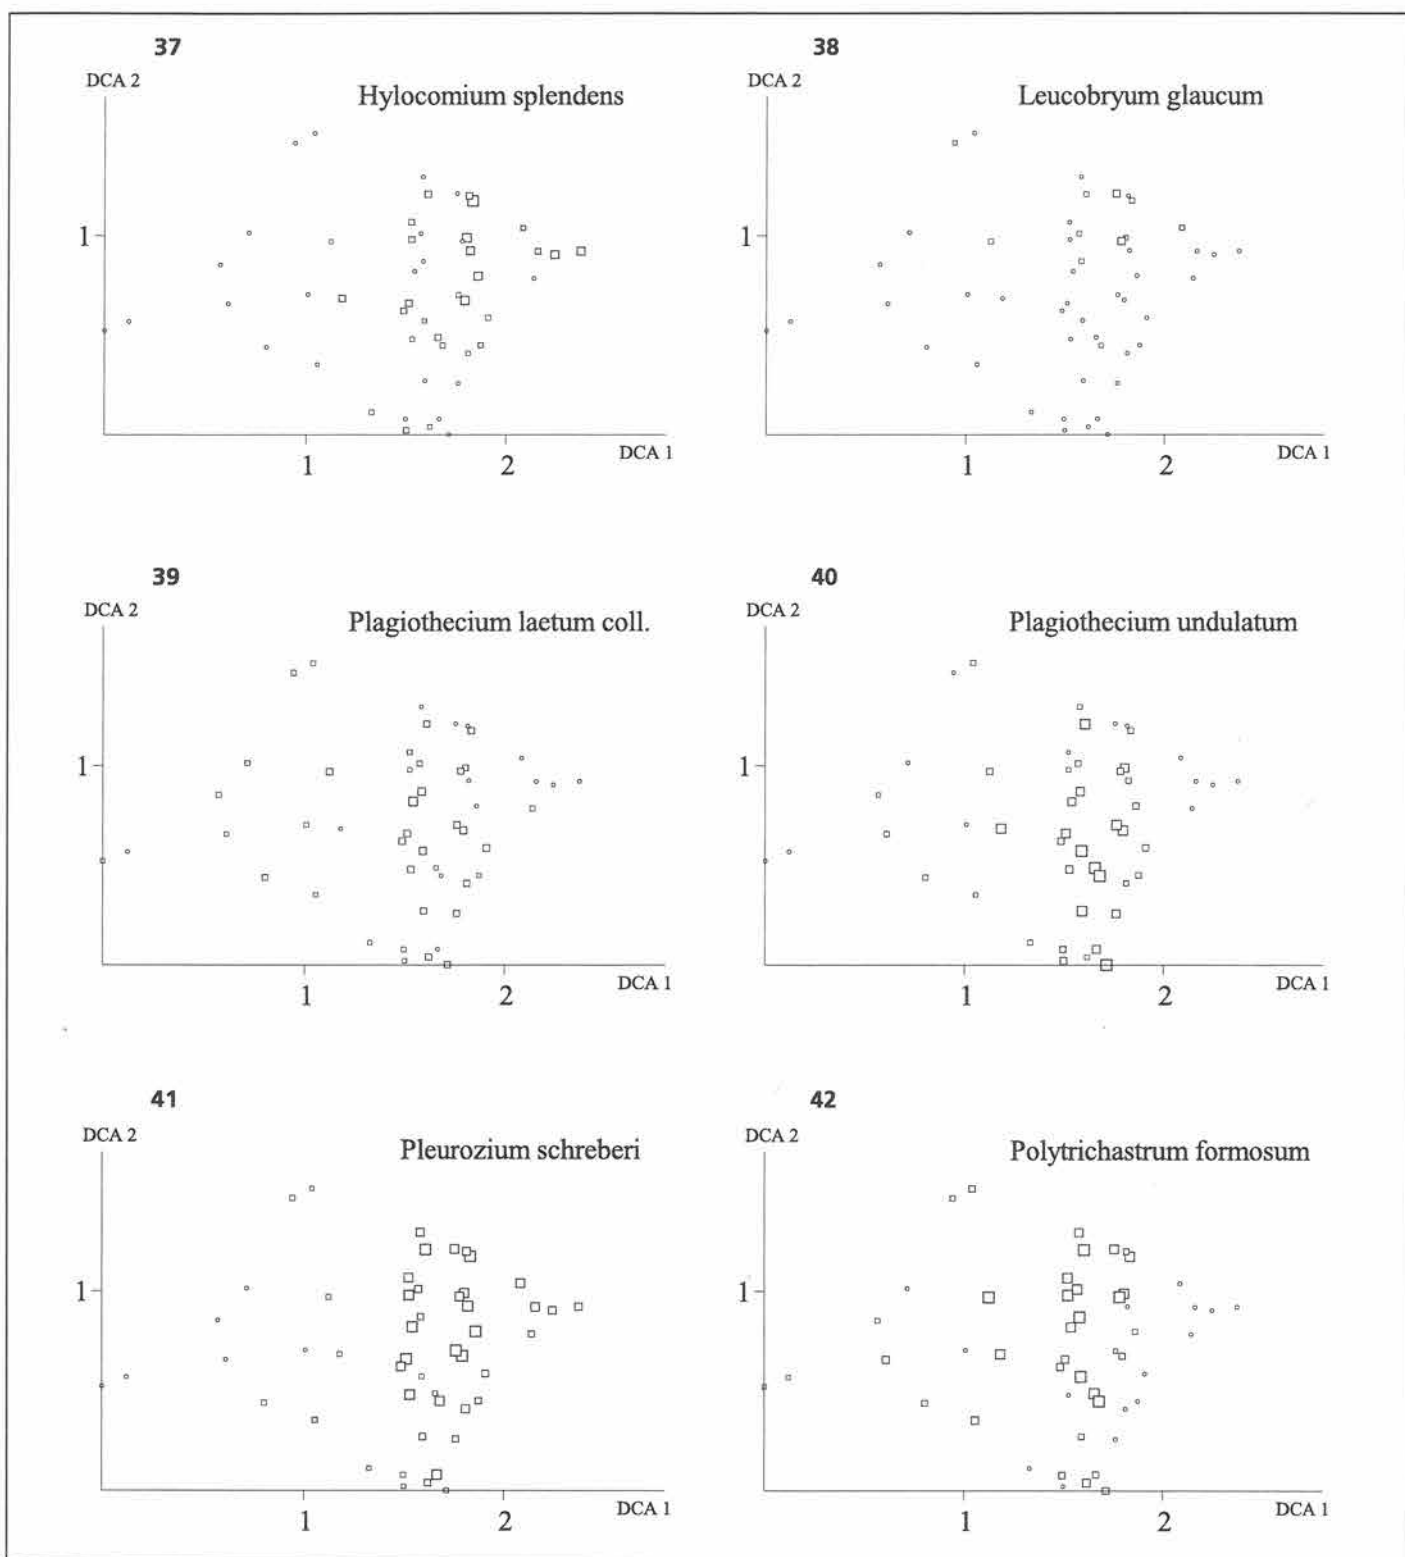 37
DCA 2
Hylocomium splendens
1
1
2
DCA 1
38
DCA 2
Leucobryum glaucum
1
1
2
DCA 1
39
DCA 2
Plagiothecium laetum coll.
1
1
2
DCA 1
40
DCA 2
Plagiothecium undulatum
1
1
2
DCA 1
41
DCA 2
Pleurozium schreberi
1
1
2
DCA 1
42
DCA 2
Polytrichastrum formosum
1
1
2
DCA 1